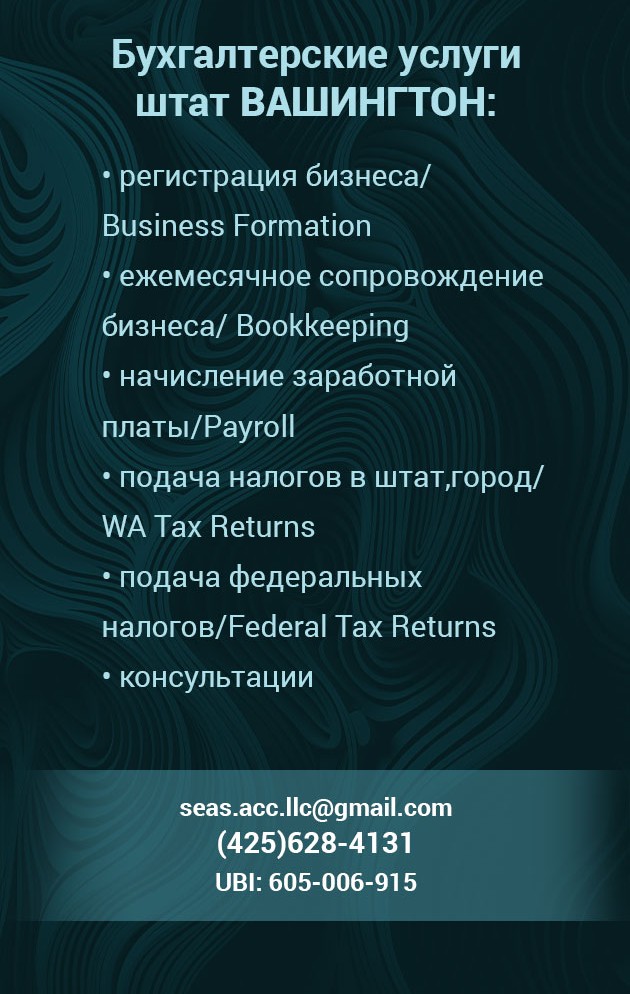 Бухгалтерские услуги
штат ВАШИНГТОН:
• регистрация бизнеса/
Business Formation
• ежемесячное сопровождение
бизнеса/ Bookkeeping
• начисление заработной
платы/Payroll
• подача налогов в штат,город/
WA Tax Returns
• подача федеральных
налогов/Federal Tax Returns
• консультации
seas.acc.llc@gmail.com
(425)628-4131
UBI: 605-006-915